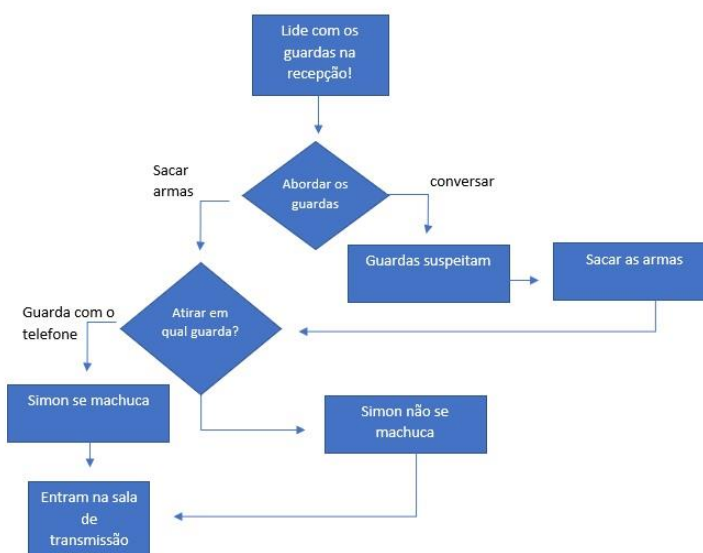 Lide com os
guardas na
recepção!
Sacar
armas
Abordar os
guardas
conversar
Guardas suspeitam
Sacar as armas
Guarda com o
telefone
Atirar em
qual guarda?
Simon se machuca
Simon não se
machuca
Entram na sala
de
transmissão